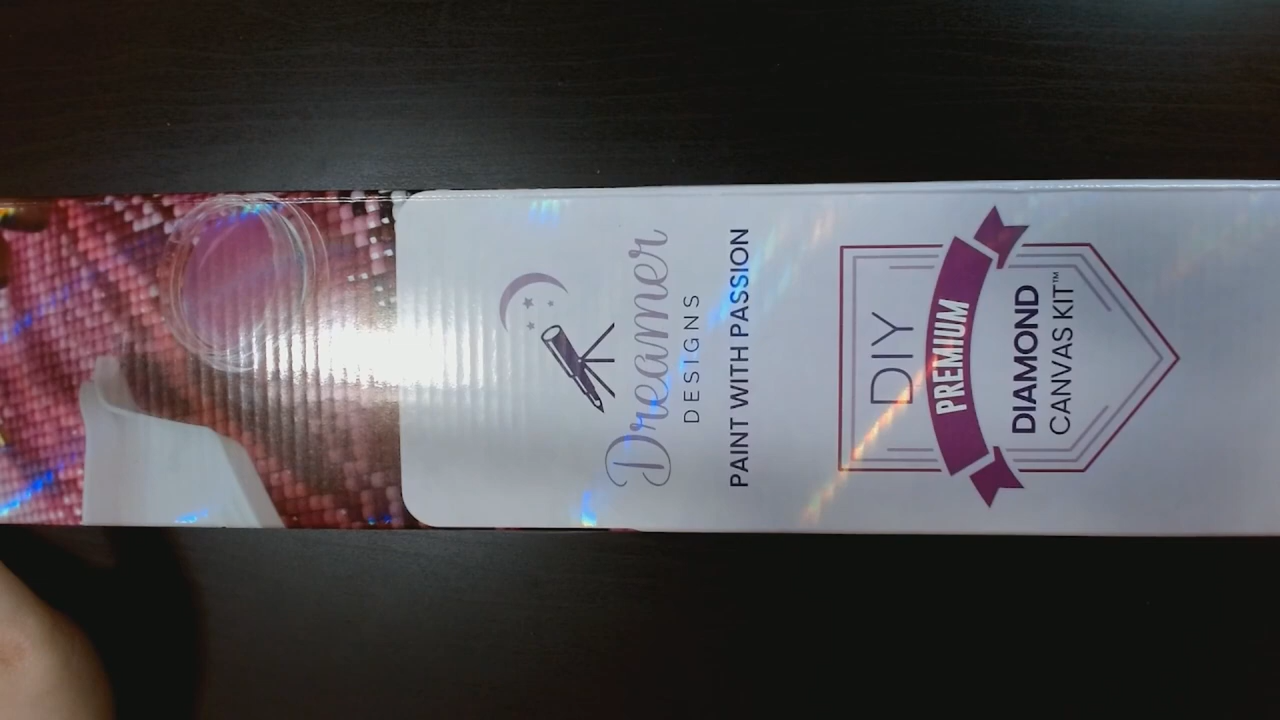 Dreamer
DESIGNS
PAINT WITH PASSION
DIY
PREMIUM
DIAMOND
CANVAS KIT™